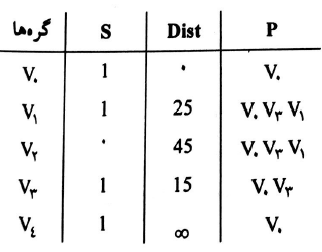 گره‌ها S Dist P
V۰ 1 ۰ V۰
V۱ 1 25 V۰ V۳ V۱
V۲ ۰ 45 V۰ V۳ V۱
V۳ 1 15 V۰ V۳
V۴ 1 ∞ V۰